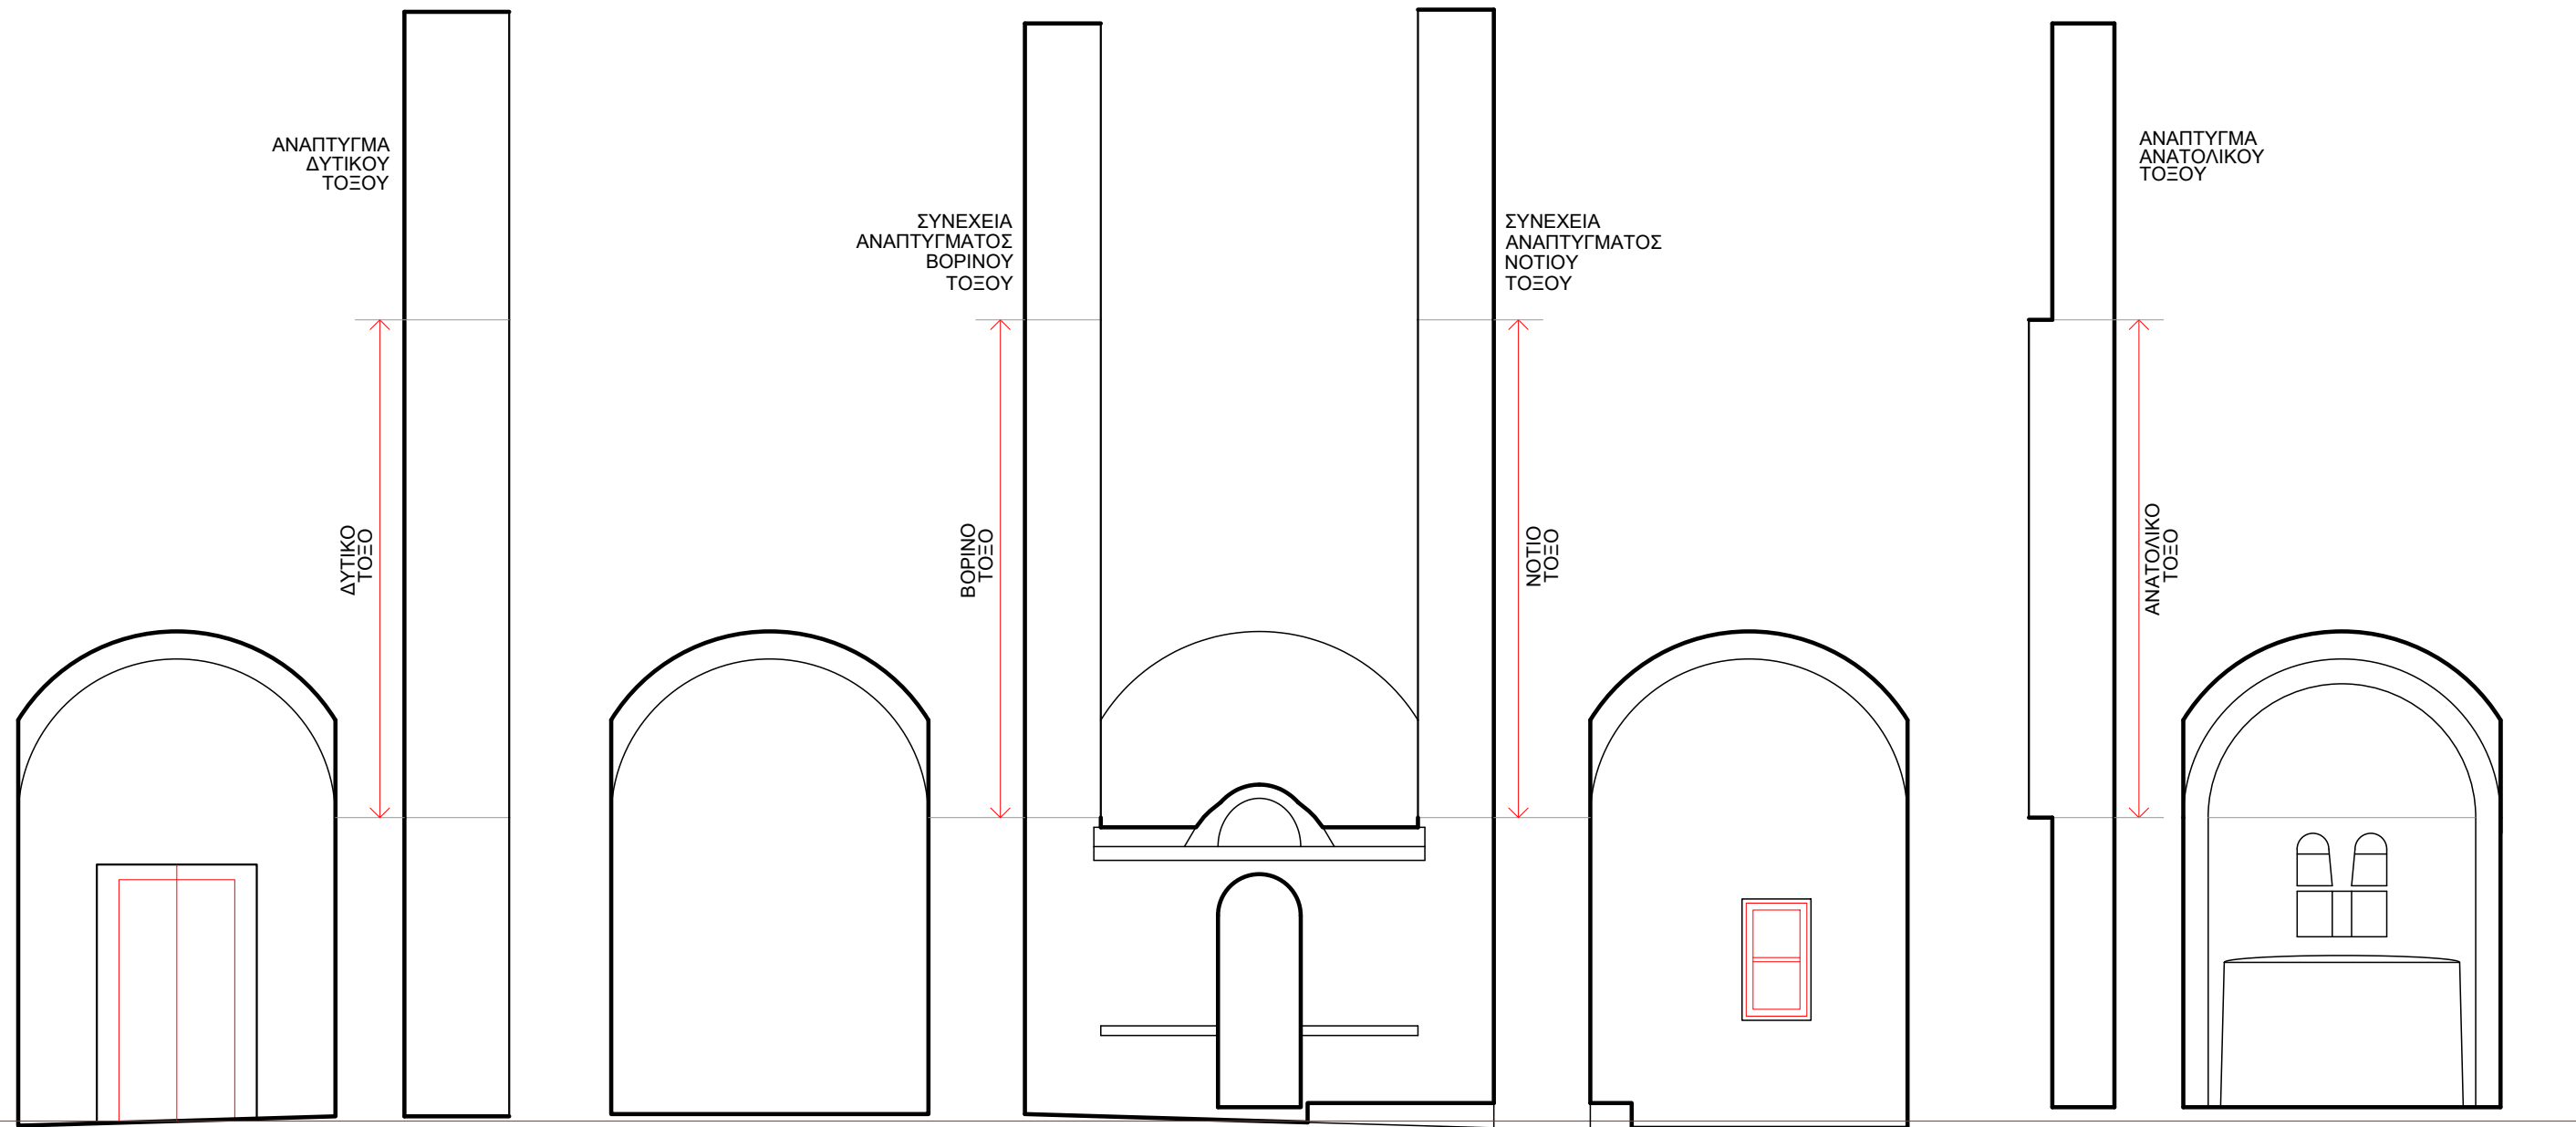 ΑΝΑΠΤΥΓΜΑ
ΔΥΤΙΚΟΥ
ΤΟΞΟΥ
ΔΥΤΙΚΟ
ΤΟΞΟ
ΣΥΝΕΧΕΙΑ
ΑΝΑΠΤΥΓΜΑΤΟΣ
ΒΟΡΙΝΟΥ
ΤΟΞΟΥ
ΒΟΡΙΝΟ
ΤΟΞΟ
ΣΥΝΕΧΕΙΑ
ΑΝΑΠΤΥΓΜΑΤΟΣ
ΝΟΤΙΟΥ
ΤΟΞΟΥ
ΝΟΤΙΟ
ΤΟΞΟ
ΑΝΑΠΤΥΓΜΑ
ΑΝΑΤΟΛΙΚΟΥ
ΤΟΞΟΥ
ΑΝΑΤΟΛΙΚΟ
ΤΟΞΟ